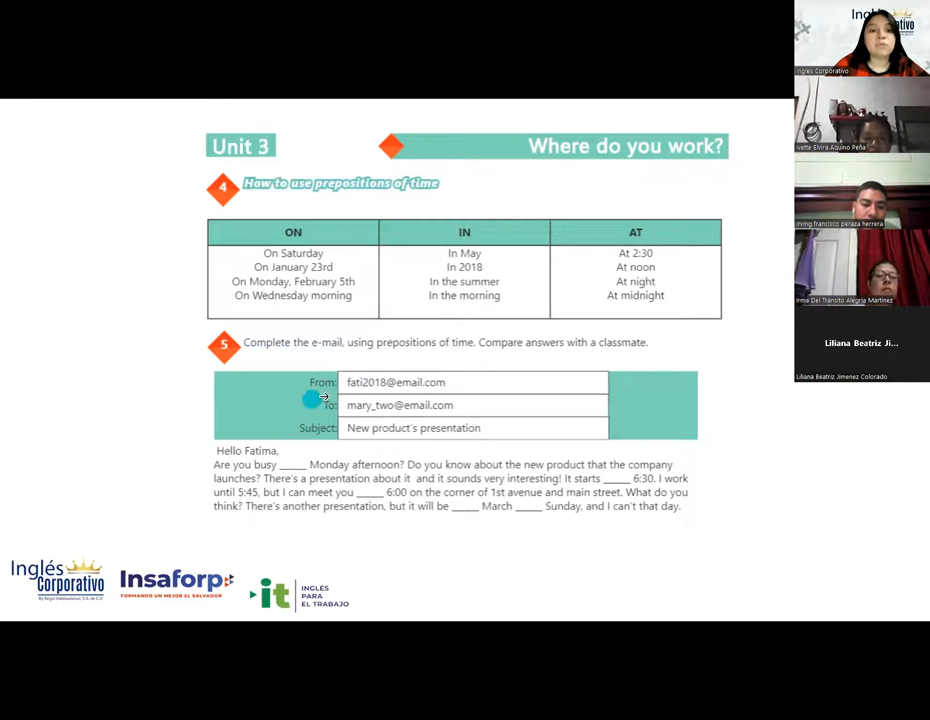 Unit 3
Where do you work?
4
How to use prepositions of time
ON IN AT
On Saturday In May At 2:30
On January 23rd In 2018 At noon
On Monday, February 5th In the summer At night
On Wednesday morning In the morning At midnight
5
Complete the e-mail, using prepositions of time. Compare answers with a classmate.
From: fati2018@email.com
To: mary_two@email.com
Subject: New product's presentation
Hello Fatima,
Are you busy _____ Monday afternoon? Do you know about the new product that the company
launches? There's a presentation about it and it sounds very interesting! It starts _____ 6:30. I work
until 5:45, but I can meet you _____ 6:00 on the corner of 1st avenue and main street. What do you
think? There's another presentation, but it will be _____ March _____ Sunday, and I can't that day.
Inglés
Corporativo
By Regal International, S.A. de C.V.
Insaforp
FORMANDO UN MEJOR EL SALVADOR
it
INGLÉS
PARA
EL TRABAJO
Inglés Corporativo
Ivette Elvira Aquino Peña
irving francisco peraza herrera
Irma Del Transito Alegria Martinez
Liliana Beatriz Ji...
Liliana Beatriz Jimenez Colorado